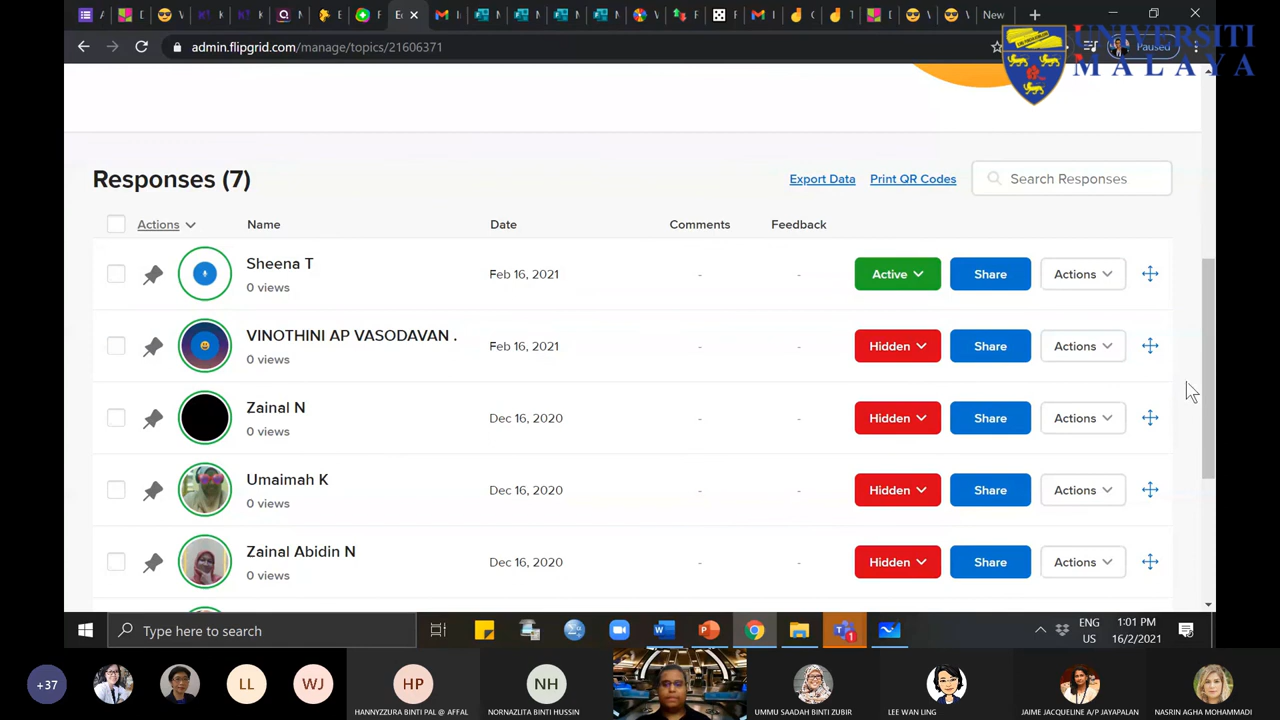 New
admin.flipgrid.com/manage/topics/21606371
Paused
UNIVERSITI
MALAYA
Responses (7)
Export Data
Print QR Codes
Search Responses
Actions
Name
Date
Comments
Feedback
Sheena T
0 views
Feb 16, 2021
-
-
Active
Share
Actions
VINOTHINI AP VASODAVAN .
0 views
Feb 16, 2021
-
-
Hidden
Share
Actions
Zainal N
0 views
Dec 16, 2020
-
-
Hidden
Share
Actions
Umaimah K
0 views
Dec 16, 2020
-
-
Hidden
Share
Actions
Zainal Abidin N
0 views
Dec 16, 2020
-
-
Hidden
Share
Actions
Type here to search
ENG
US
1:01 PM
16/2/2021
+37
LL
WJ
HP
HANNYZZURA BINTI PAL @ AFFAL
NH
NORNAZLITA BINTI HUSSIN
UMMU SAADAH BINTI ZUBIR
LEE WAN LING
JAIME JACQUELINE A/P JAYAPALAN
NASRIN AGHA MOHAMMADI